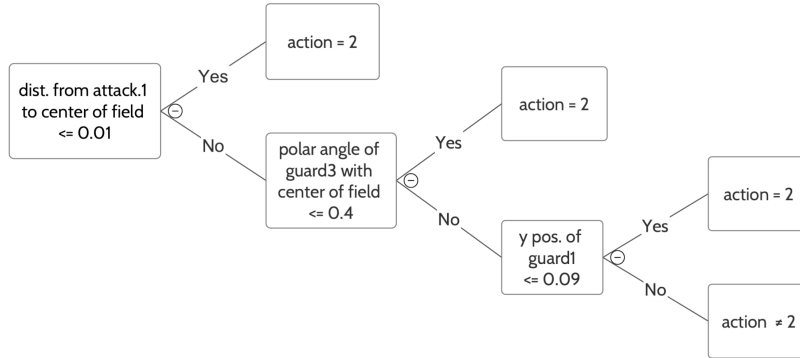 dist. from attack.1
to center of field
<= 0.01
Yes
action = 2
No
polar angle of
guard3 with
center of field
<= 0.4
Yes
action = 2
No
y pos. of
guard1
<= 0.09
Yes
action = 2
No
action ≠ 2